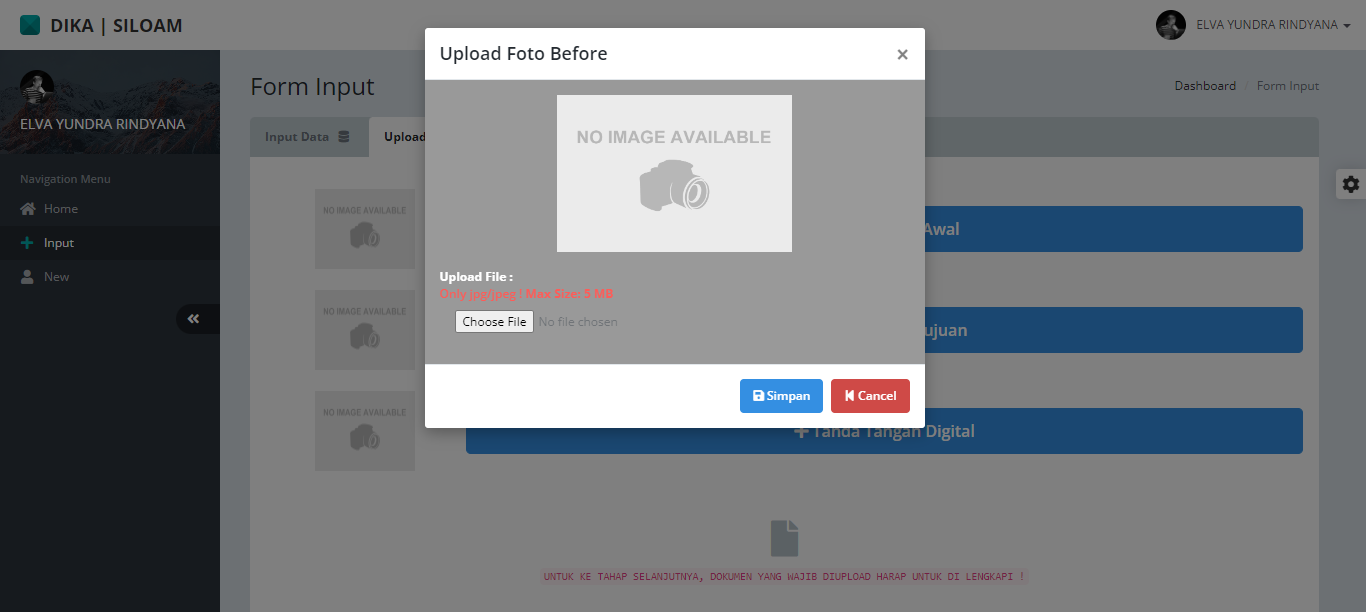 DIKA | SILOAM
ELVA YUNDRA RINDYANA
ELVA YUNDRA RINDYANA
Navigation Menu
Home
Input
New
Form Input
Dashboard / Form Input
Input Data
Upload
Upload Foto Before
×
NO IMAGE AVAILABLE
Upload File :
Only jpg/jpeg ! Max Size: 5 MB
Choose File No file chosen
Simpan
Cancel
NO IMAGE AVAILABLE
Awal
NO IMAGE AVAILABLE
ujuan
NO IMAGE AVAILABLE
Tanda Tangan Digital
UNTUK KE TAHAP SELANJUTNYA, DOKUMEN YANG WAJIB DIUPLOAD HARAP UNTUK DI LENGKAPI !